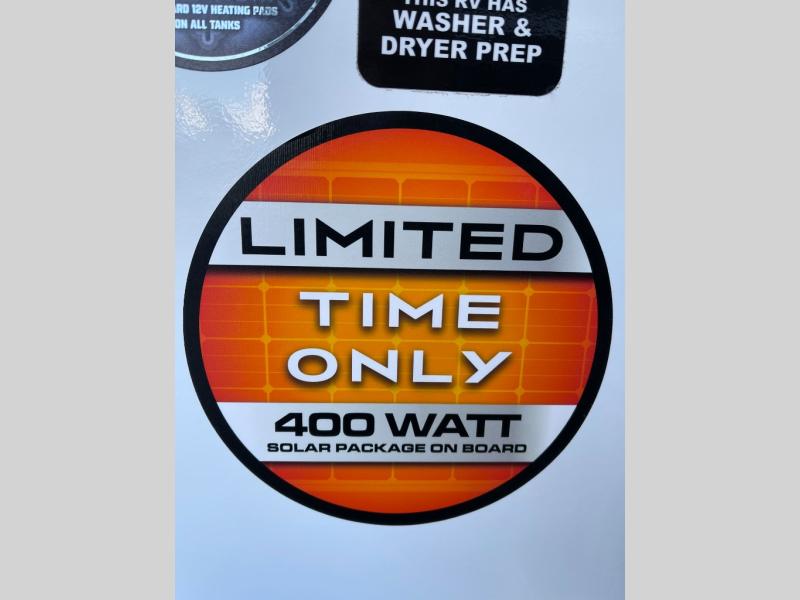 12V HEATING PADS
ON ALL TANKS
THIS RV HAS
WASHER &
DRYER PREP
LIMITED
TIME
ONLY
400 WATT
SOLAR PACKAGE ON BOARD